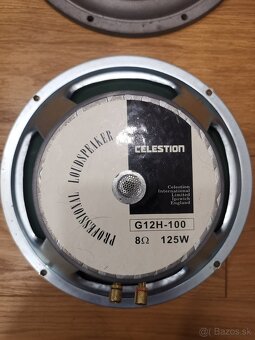 PROFESSIONAL LOUDSPEAKER
CELESTION
Celestion
International
Limited
Ipswich
England
G12H-100
8Ω 125W
bazos.sk